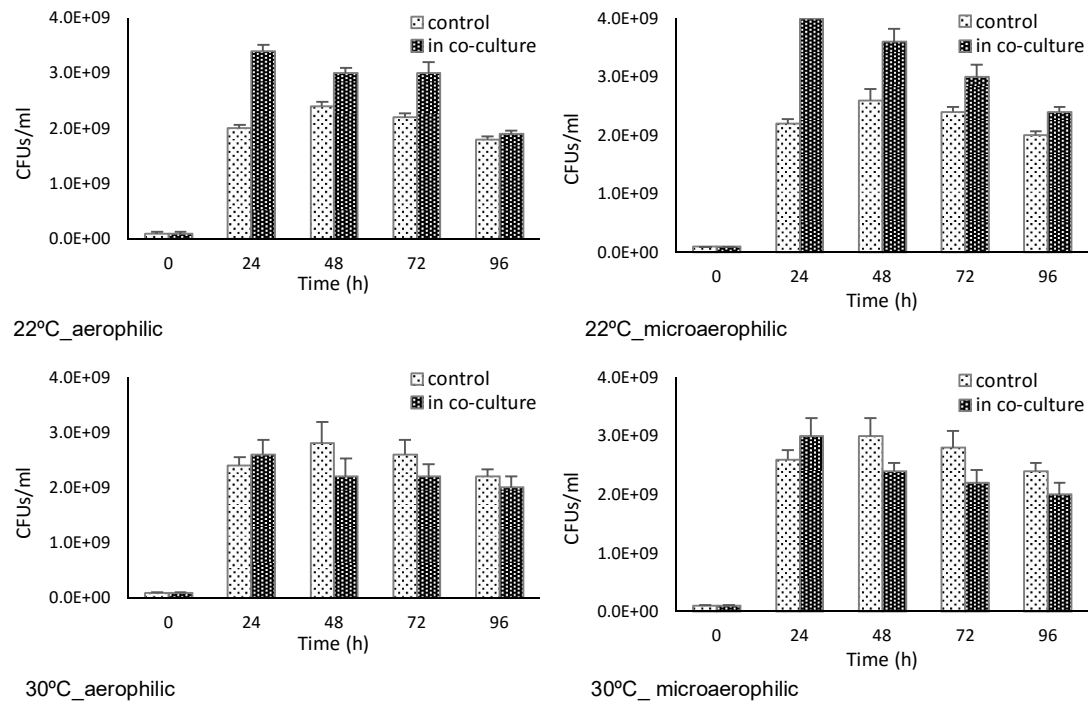 4.0E+09
3.0E+09
2.0E+09
1.0E+09
0.0E+00
CFUs/ml
control
in co-culture
0 24 48 72 96
Time (h)
22ºC_aerophilic
4.0E+09
3.0E+09
2.0E+09
1.0E+09
0.0E+00
CFUs/ml
control
in co-culture
0 24 48 72 96
Time (h)
22ºC_microaerophilic
4.0E+09
3.0E+09
2.0E+09
1.0E+09
0.0E+00
CFUs/ml
control
in co-culture
0 24 48 72 96
Time (h)
30ºC_aerophilic
4.0E+09
3.0E+09
2.0E+09
1.0E+09
0.0E+00
CFUs/ml
control
in co-culture
0 24 48 72 96
Time (h)
30ºC_ microaerophilic